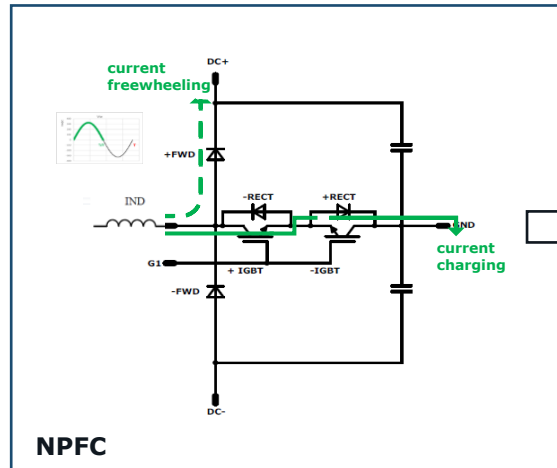 DC+
current
freewheeling
+FWD
IND
-RECT
+RECT
GND
current
charging
G1
+ IGBT
-IGBT
-FWD
DC-
NPFC